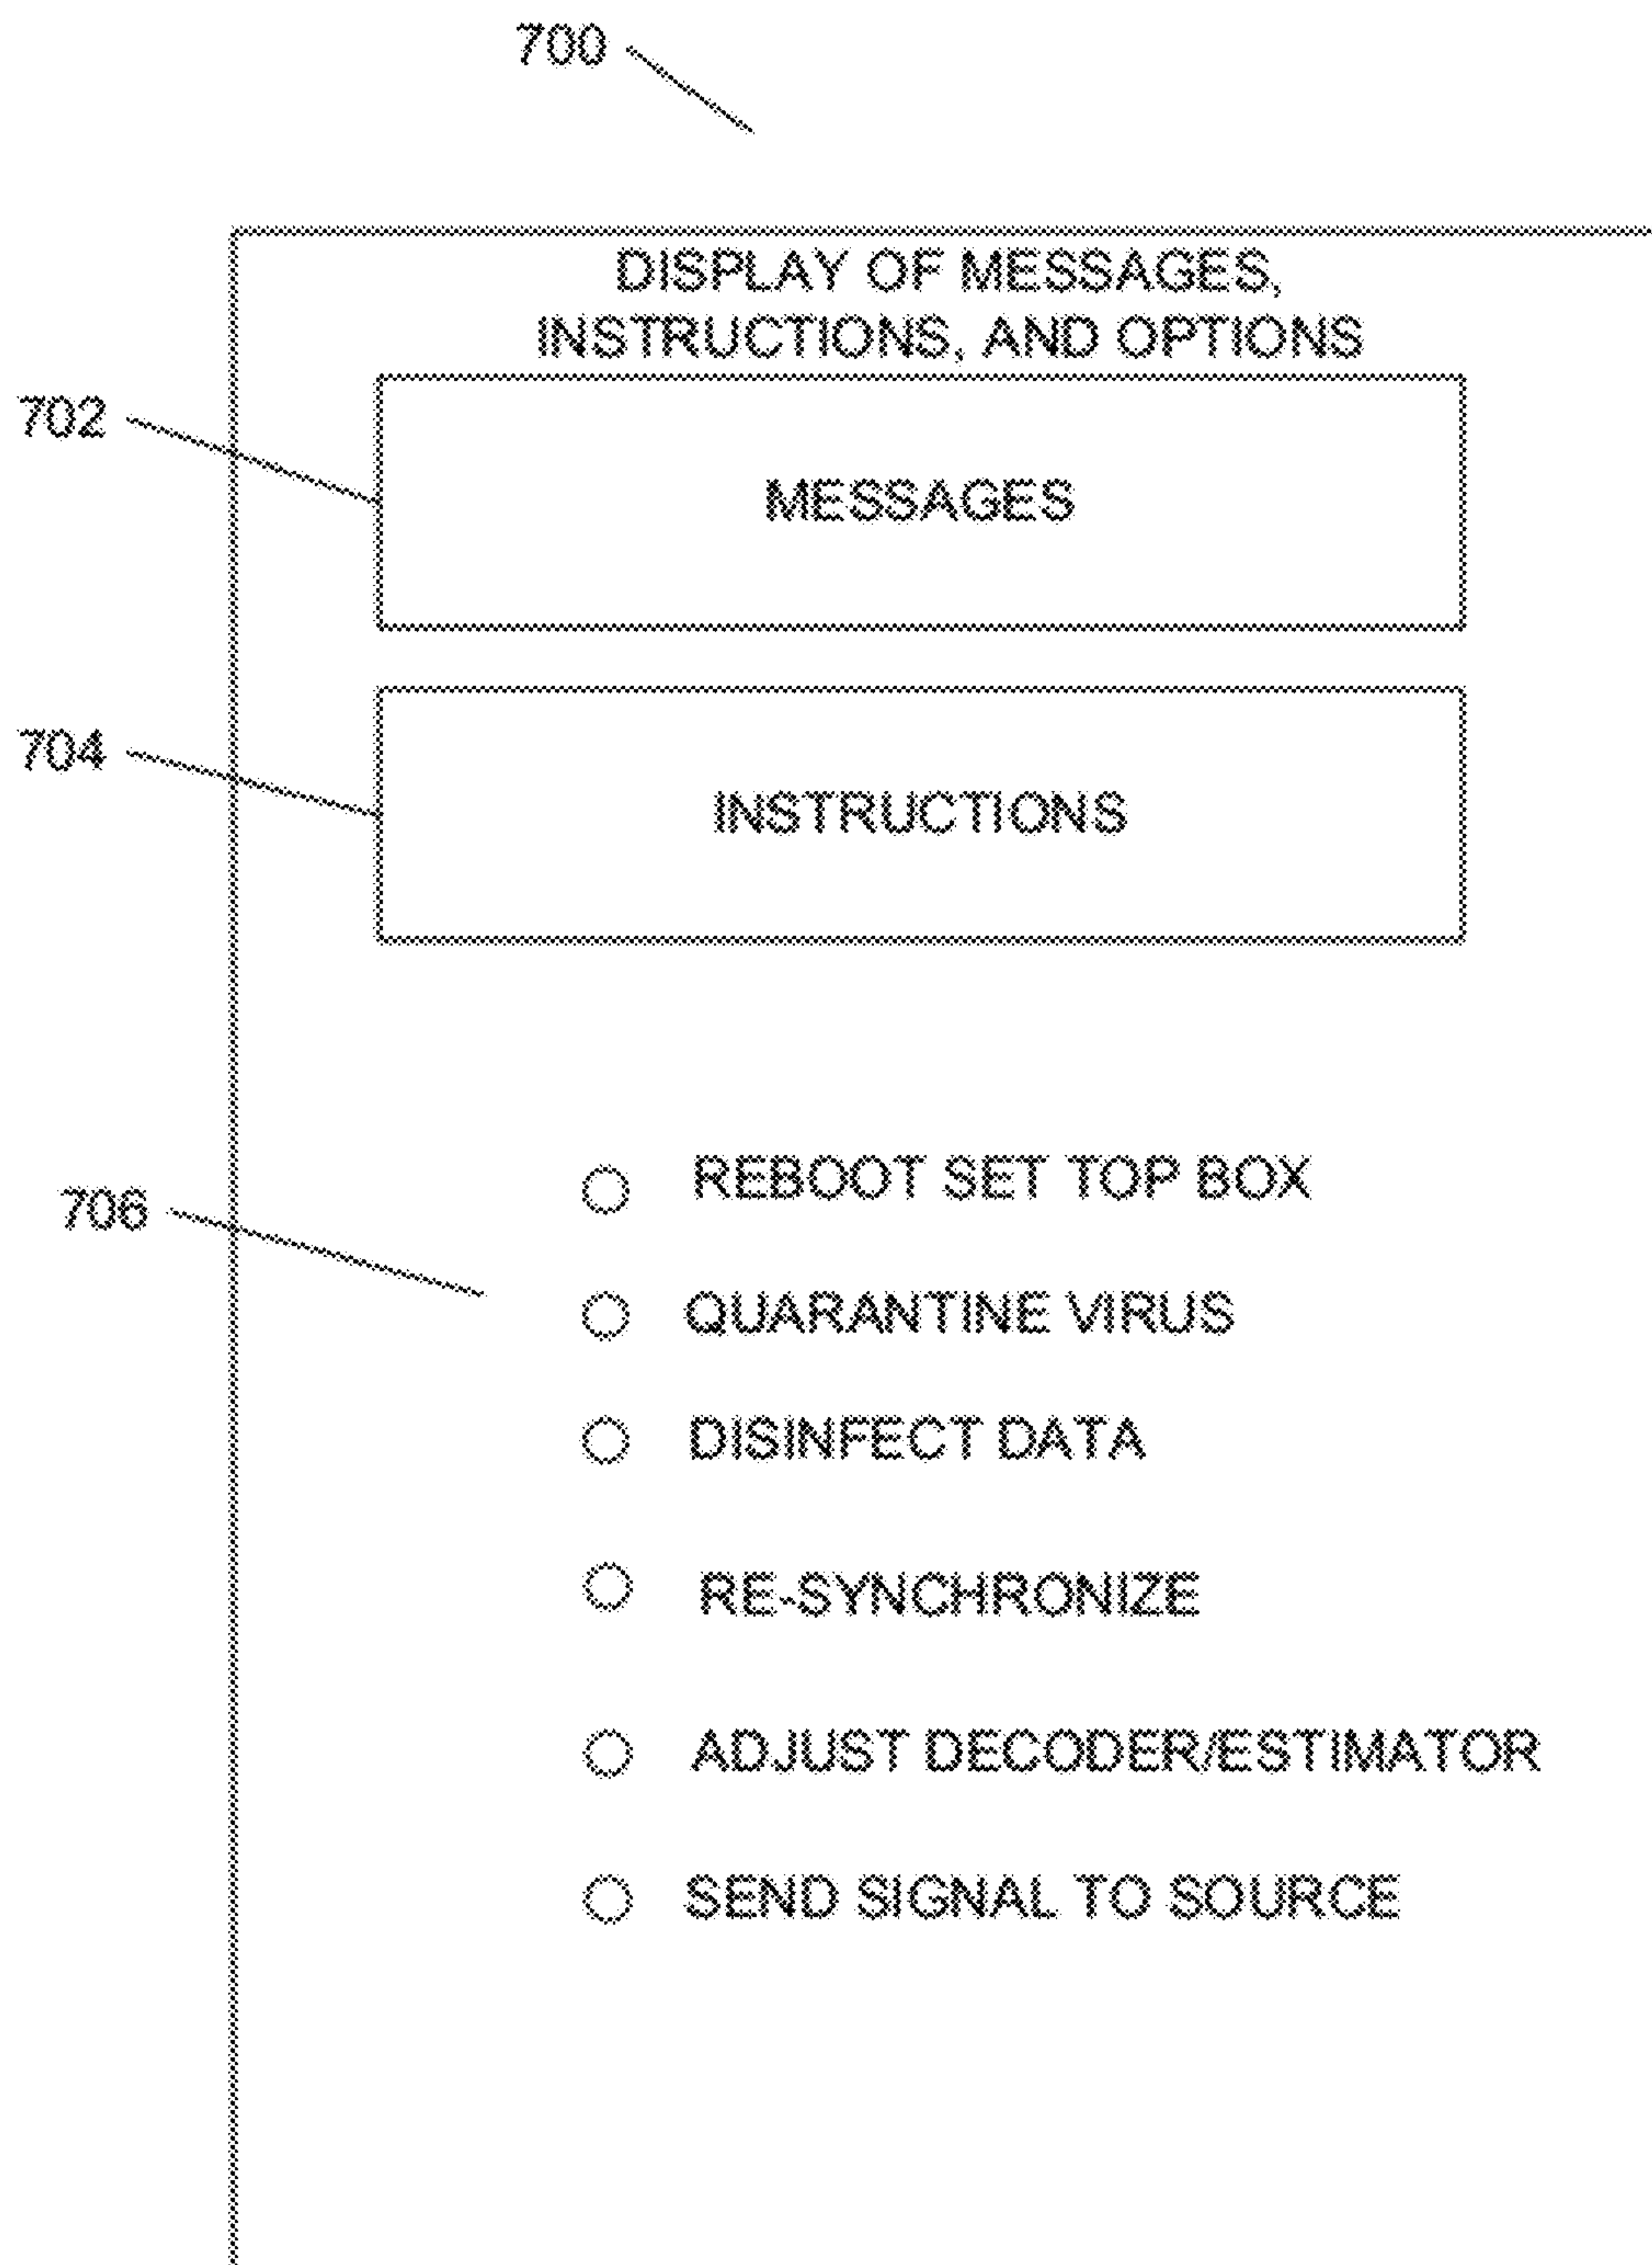 700
DISPLAY OF MESSAGES,
INSTRUCTIONS, AND OPTIONS
702
MESSAGES
704
INSTRUCTIONS
REBOOT SET TOP BOX
706
QUARANTINE VIRUS
DISINFECT DATA
RE-SYNCHRONIZE
ADJUST DECODER/ESTIMATOR
SEND SIGNAL TO SOURCE